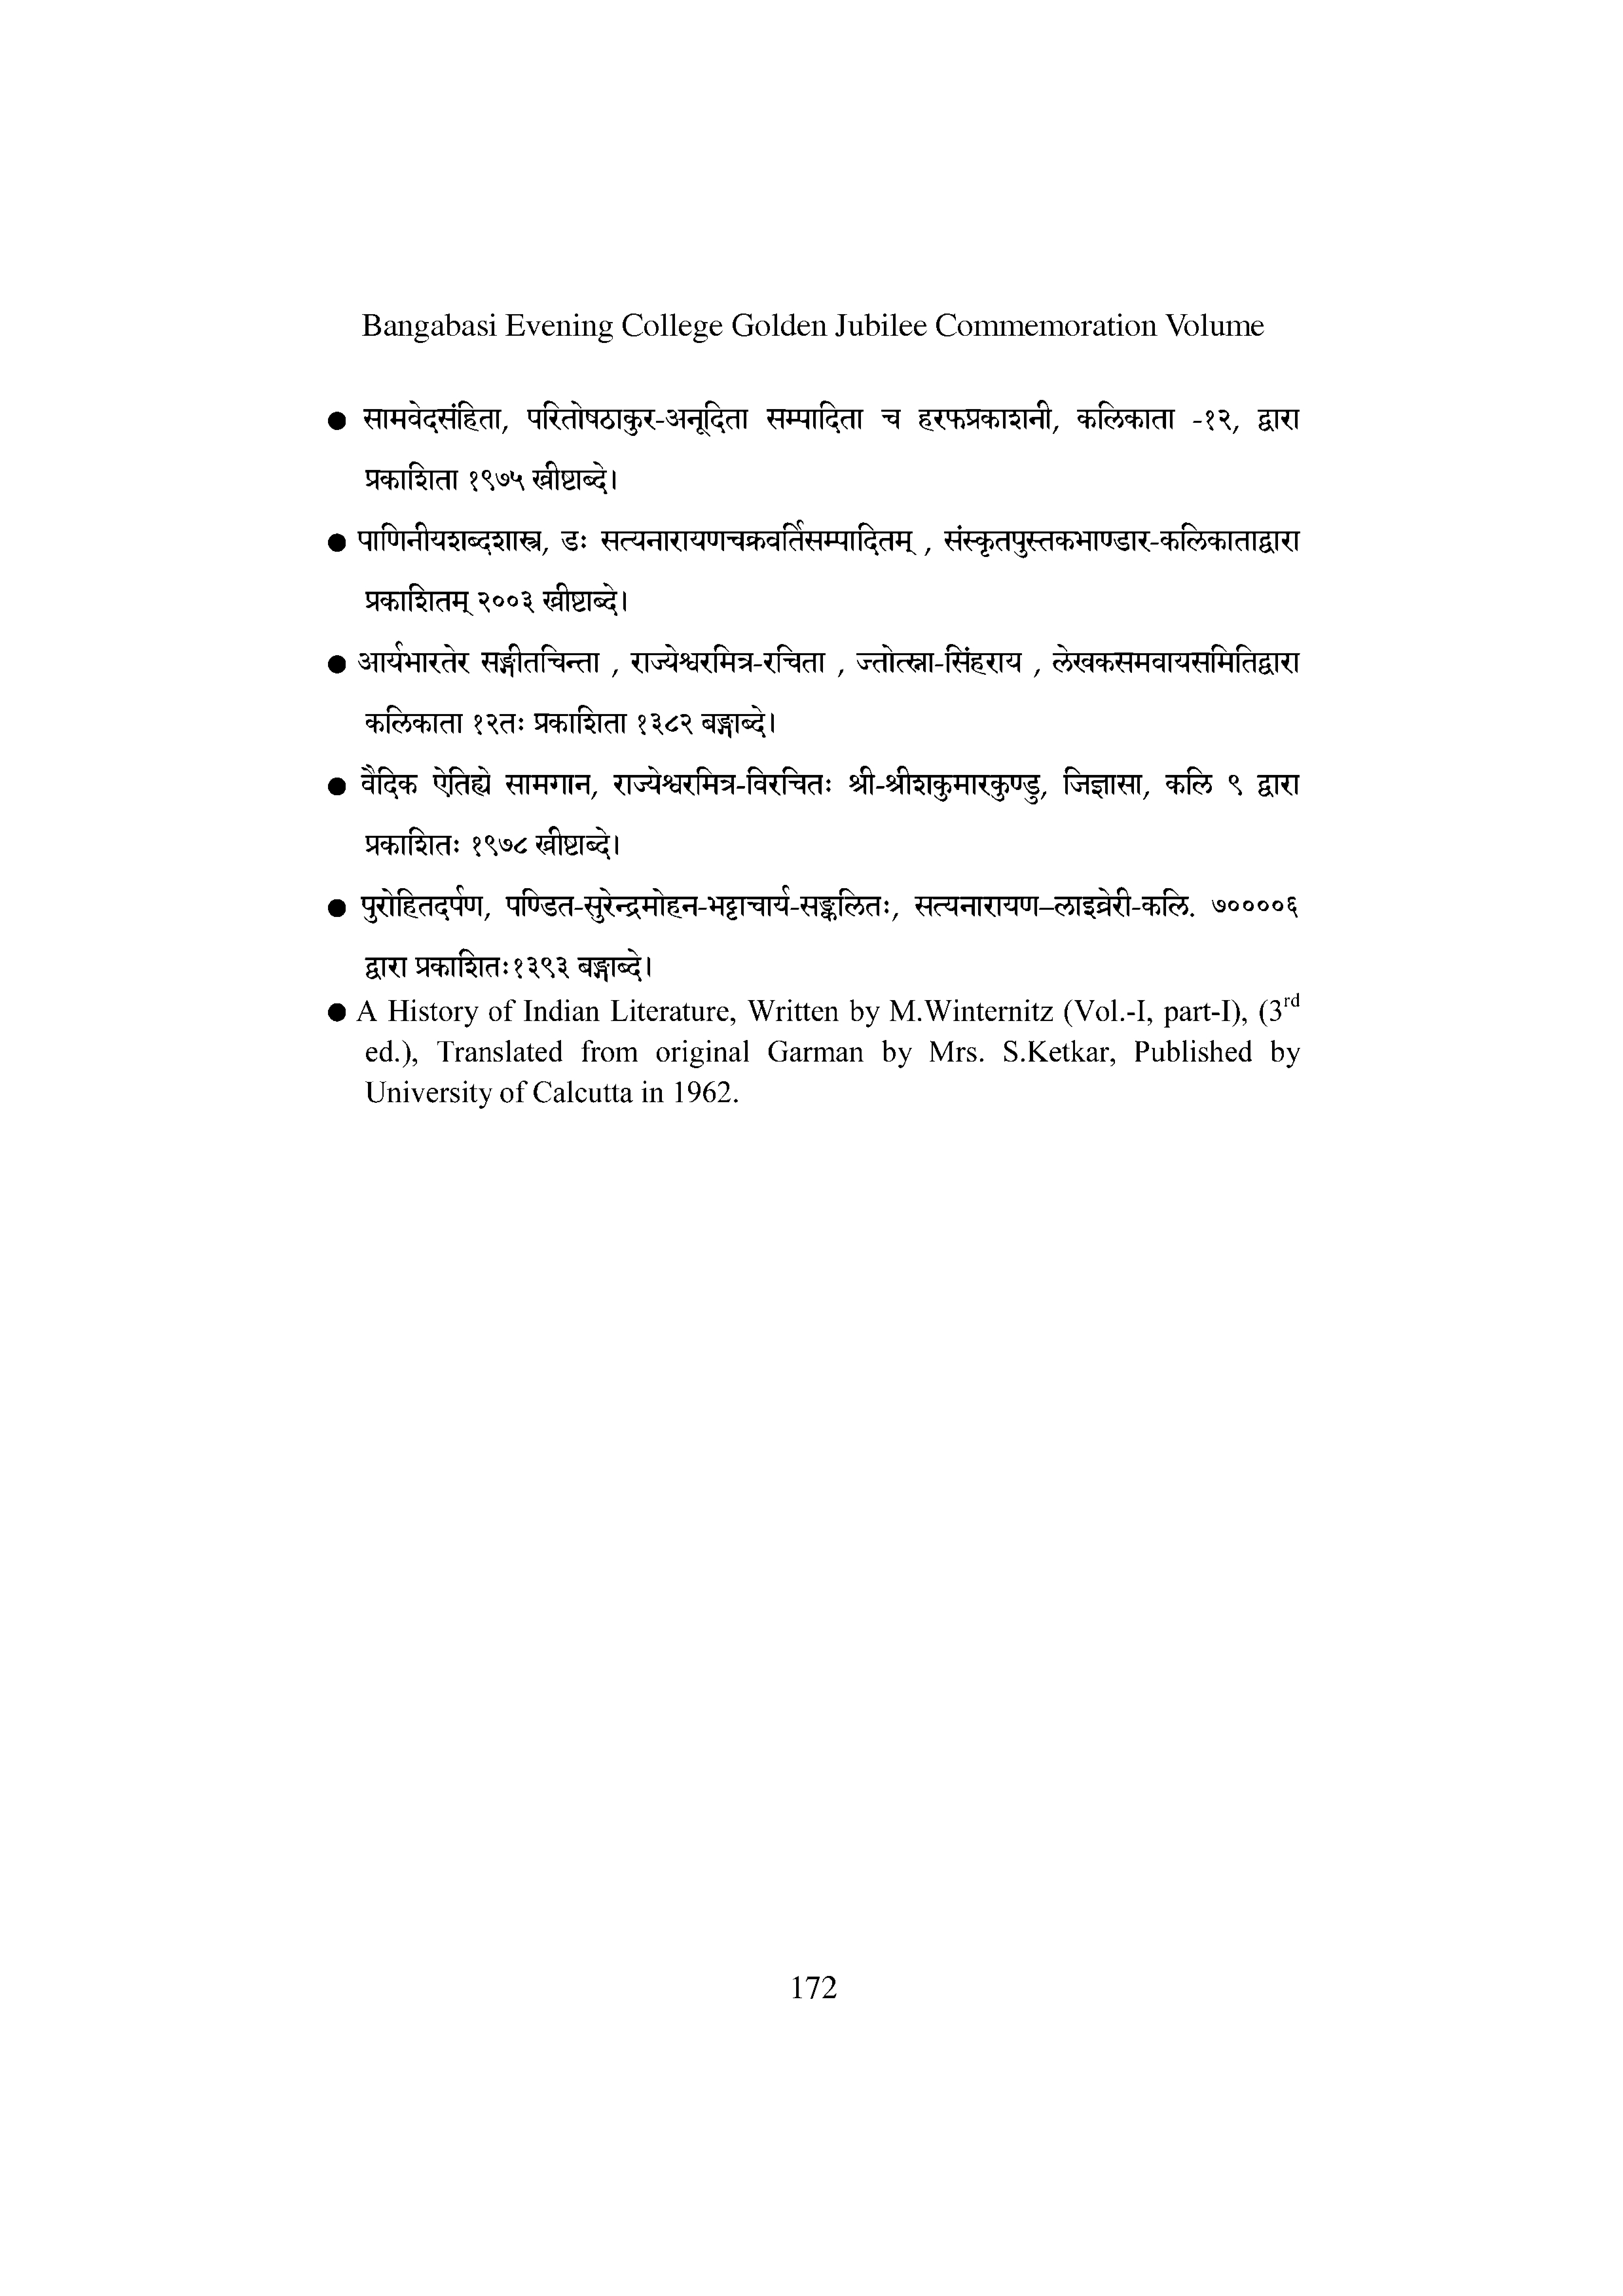 Bangabasi Evening College Golden Jubilee Commemoration Volume
● सामवेदसंहिता, परितोषठाकुर-अनूदिता सम्पादिता च हरफप्रकाशनी, कलिकाता -१२, द्वारा
प्रकाशिता १९७५ ख्रीष्टाब्दे।
● पाणिनीयशब्दशास्त्र, डः सत्यनारायणचक्रवर्तिसम्पादितम् , संस्कृतपुस्तकभाण्डार-कलिकाताद्वारा
प्रकाशितम् २००३ ख्रीष्टाब्दे।
● आर्यभारतेर सङ्गीतचिन्ता , राज्येश्वरमित्र-रचिता , ज्तोत्स्ना-सिंहराय , लेखकसमवायसमितिद्वारा
कलिकाता १२तः प्रकाशिता १३८२ बङ्गाब्दे।
● वैदिक ऐतिह्ये सामगान, राज्येश्वरमित्र-विरचितः श्री-श्रीशकुमारकुण्डु, जिज्ञासा, कलि ९ द्वारा
प्रकाशितः १९७८ ख्रीष्टाब्दे।
● पुरोहितदर्पण, पण्डित-सुरेन्द्रमोहन-भट्टाचार्य-सङ्कलितः, सत्यनारायण–लाइव्रेरी-कलि. ७००००६
द्वारा प्रकाशितः१३९३ बङ्गाब्दे।
● A History of Indian Literature, Written by M.Winternitz (Vol.-I, part-I), (3rd
ed.), Translated from original Garman by Mrs. S.Ketkar, Published by
University of Calcutta in 1962.
172